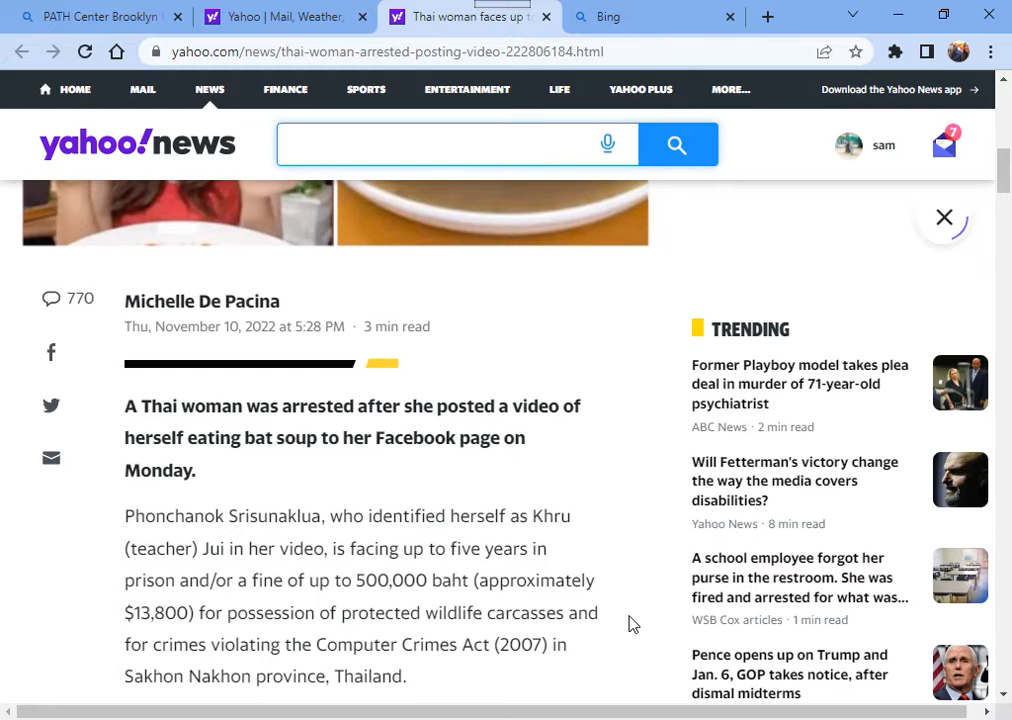 PATH Center Brooklyn
Yahoo | Mail, Weather,
Thai woman faces up to
Bing
yahoo.com/news/thai-woman-arrested-posting-video-222806184.html
HOME MAIL NEWS FINANCE SPORTS ENTERTAINMENT LIFE YAHOO PLUS MORE... Download the Yahoo News app →
yahoo!news
sam
7
770
Michelle De Pacina
Thu, November 10, 2022 at 5:28 PM · 3 min read
A Thai woman was arrested after she posted a video of
herself eating bat soup to her Facebook page on
Monday.
Phonchanok Srisunaklua, who identified herself as Khru
(teacher) Jui in her video, is facing up to five years in
prison and/or a fine of up to 500,000 baht (approximately
$13,800) for possession of protected wildlife carcasses and
for crimes violating the Computer Crimes Act (2007) in
Sakhon Nakhon province, Thailand.
TRENDING
Former Playboy model takes plea
deal in murder of 71-year-old
psychiatrist
ABC News · 2 min read
Will Fetterman's victory change
the way the media covers
disabilities?
Yahoo News · 8 min read
A school employee forgot her
purse in the restroom. She was
fired and arrested for what was...
WSB Cox articles · 1 min read
Pence opens up on Trump and
Jan. 6, GOP takes notice, after
dismal midterms